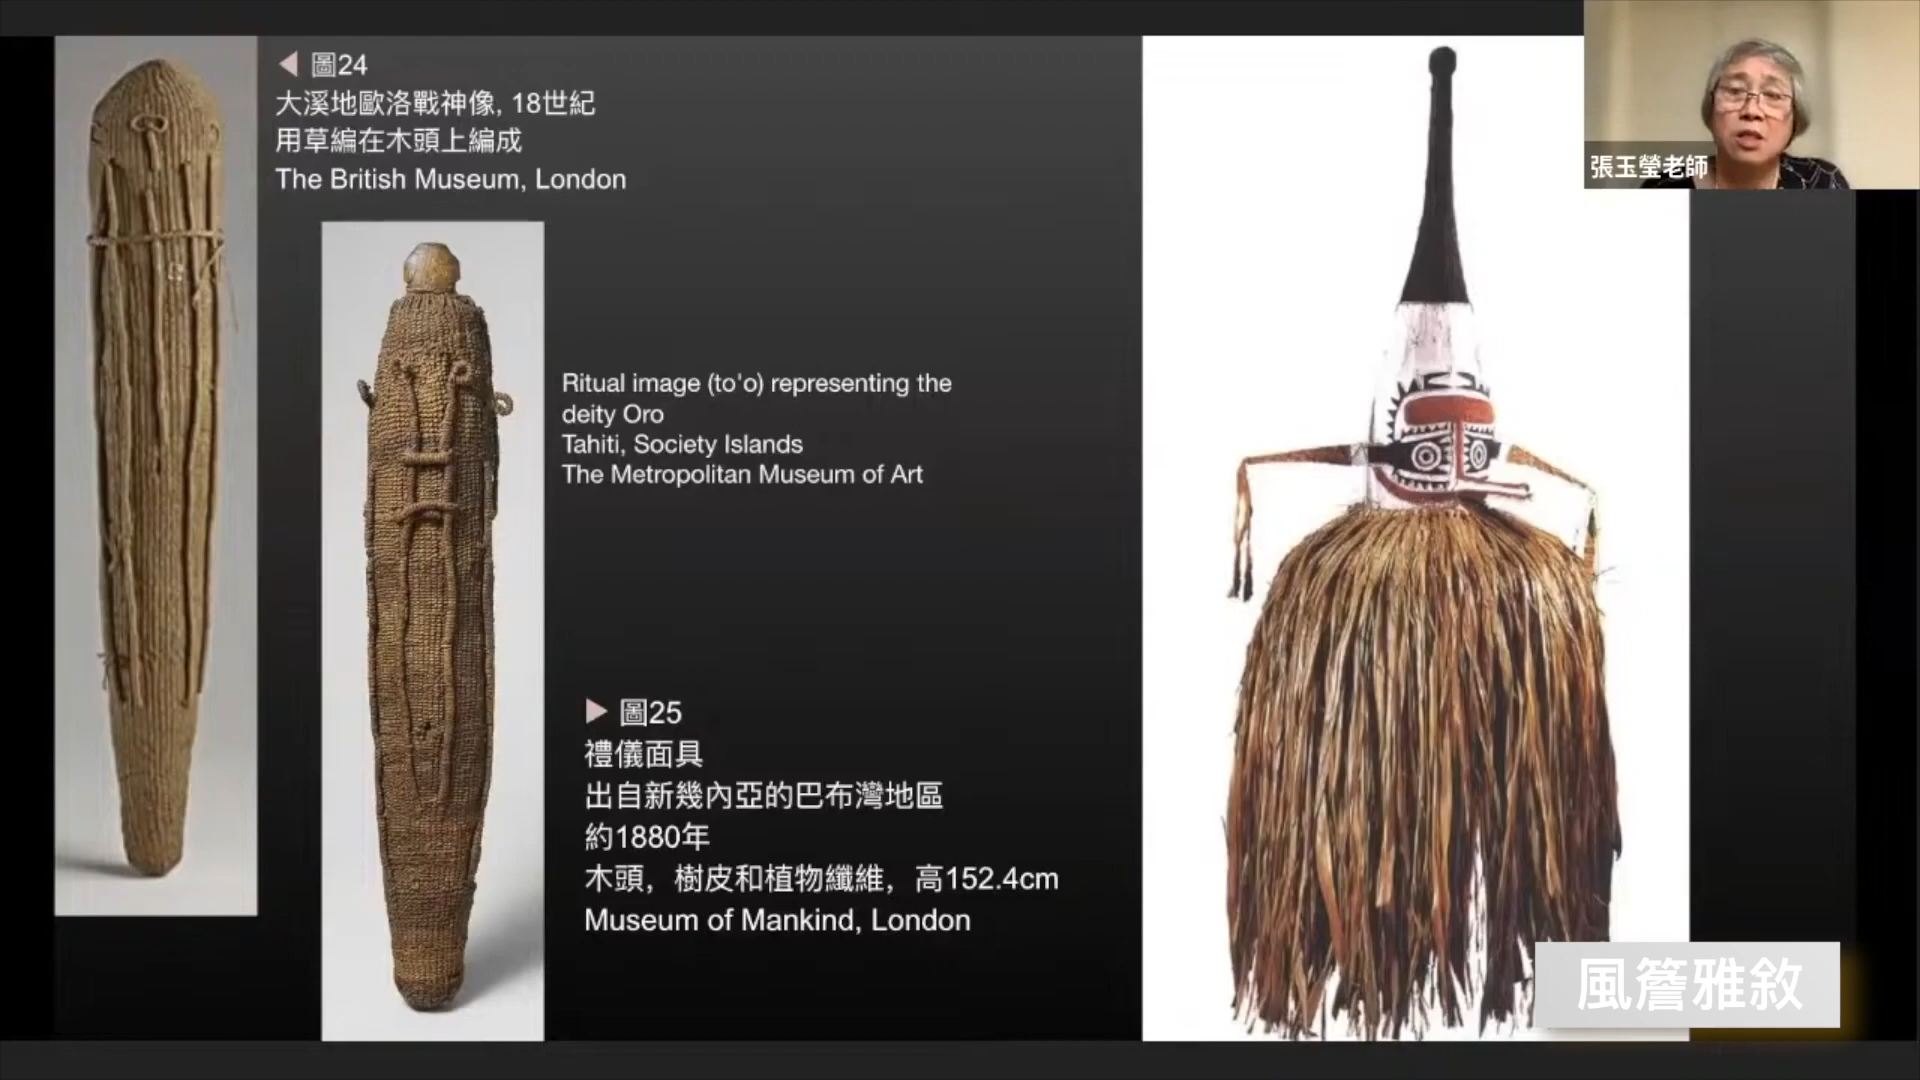 圖24
大溪地歐洛戰神像, 18世紀
用草編在木頭上編成
The British Museum, London
Ritual image (to'o) representing the
deity Oro
Tahiti, Society Islands
The Metropolitan Museum of Art
圖25
禮儀面具
出自新幾內亞的巴布灣地區
約1880年
木頭，樹皮和植物纖維，高152.4cm
Museum of Mankind, London
張玉瑩老師
風簷雅敘